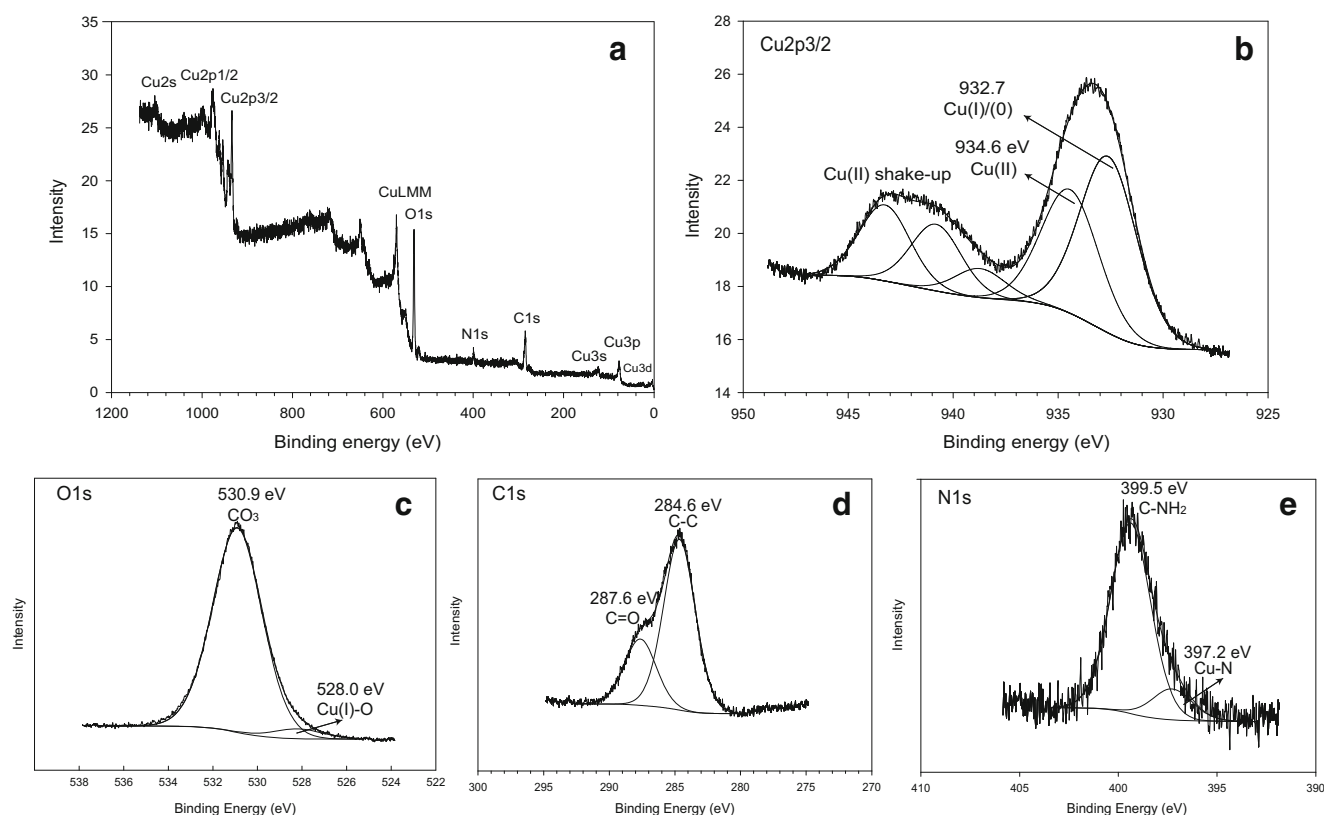 a
35
30
25
20
15
10
5
0
Intensity
Cu2s
Cu2p1/2
Cu2p3/2
CuLMM
O1s
N1s
C1s
Cu3s
Cu3p
Cu3d
1200 1000 800 600 400 200 0
Binding energy (eV)
b
Cu2p3/2
28
26
24
22
20
18
16
14
Intensity
932.7
Cu(I)/(0)
934.6 eV
Cu(II)
Cu(II) shake-up
950 945 940 935 930 925
Binding energy (eV)
O1s
c
530.9 eV
CO3
528.0 eV
Cu(I)-O
Intensity
538 536 534 532 530 528 526 524 522
Binding Energy (eV)
C1s
d
284.6 eV
C-C
287.6 eV
C=O
Intensity
300 295 290 285 280 275 270
Binding Energy (eV)
N1s
e
399.5 eV
C-NH2
397.2 eV
Cu-N
Intensity
410 405 400 395 390
Binding Energy (eV)